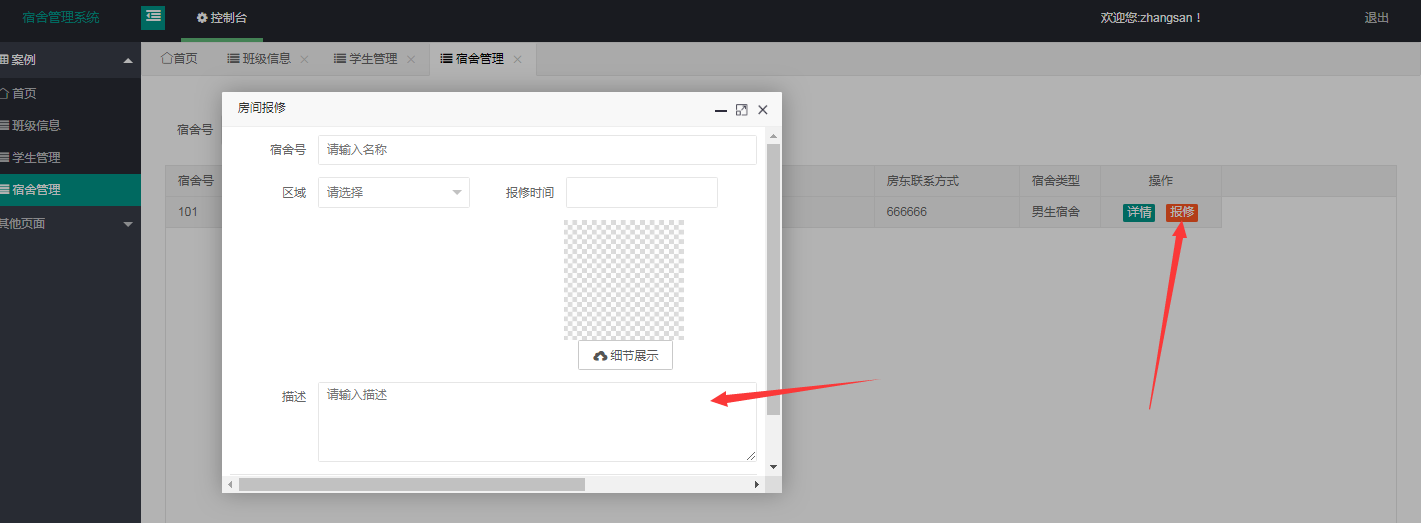 宿舍管理系统
控制台
欢迎您:zhangsan！
退出
案例
首页
班级信息
学生管理
宿舍管理
其他页面
首页
班级信息
学生管理
宿舍管理
宿舍号
宿舍号
房东联系方式
宿舍类型
操作
101
666666
男生宿舍
详情
报修
房间报修
宿舍号
请输入名称
区域
请选择
报修时间
细节展示
描述
请输入描述